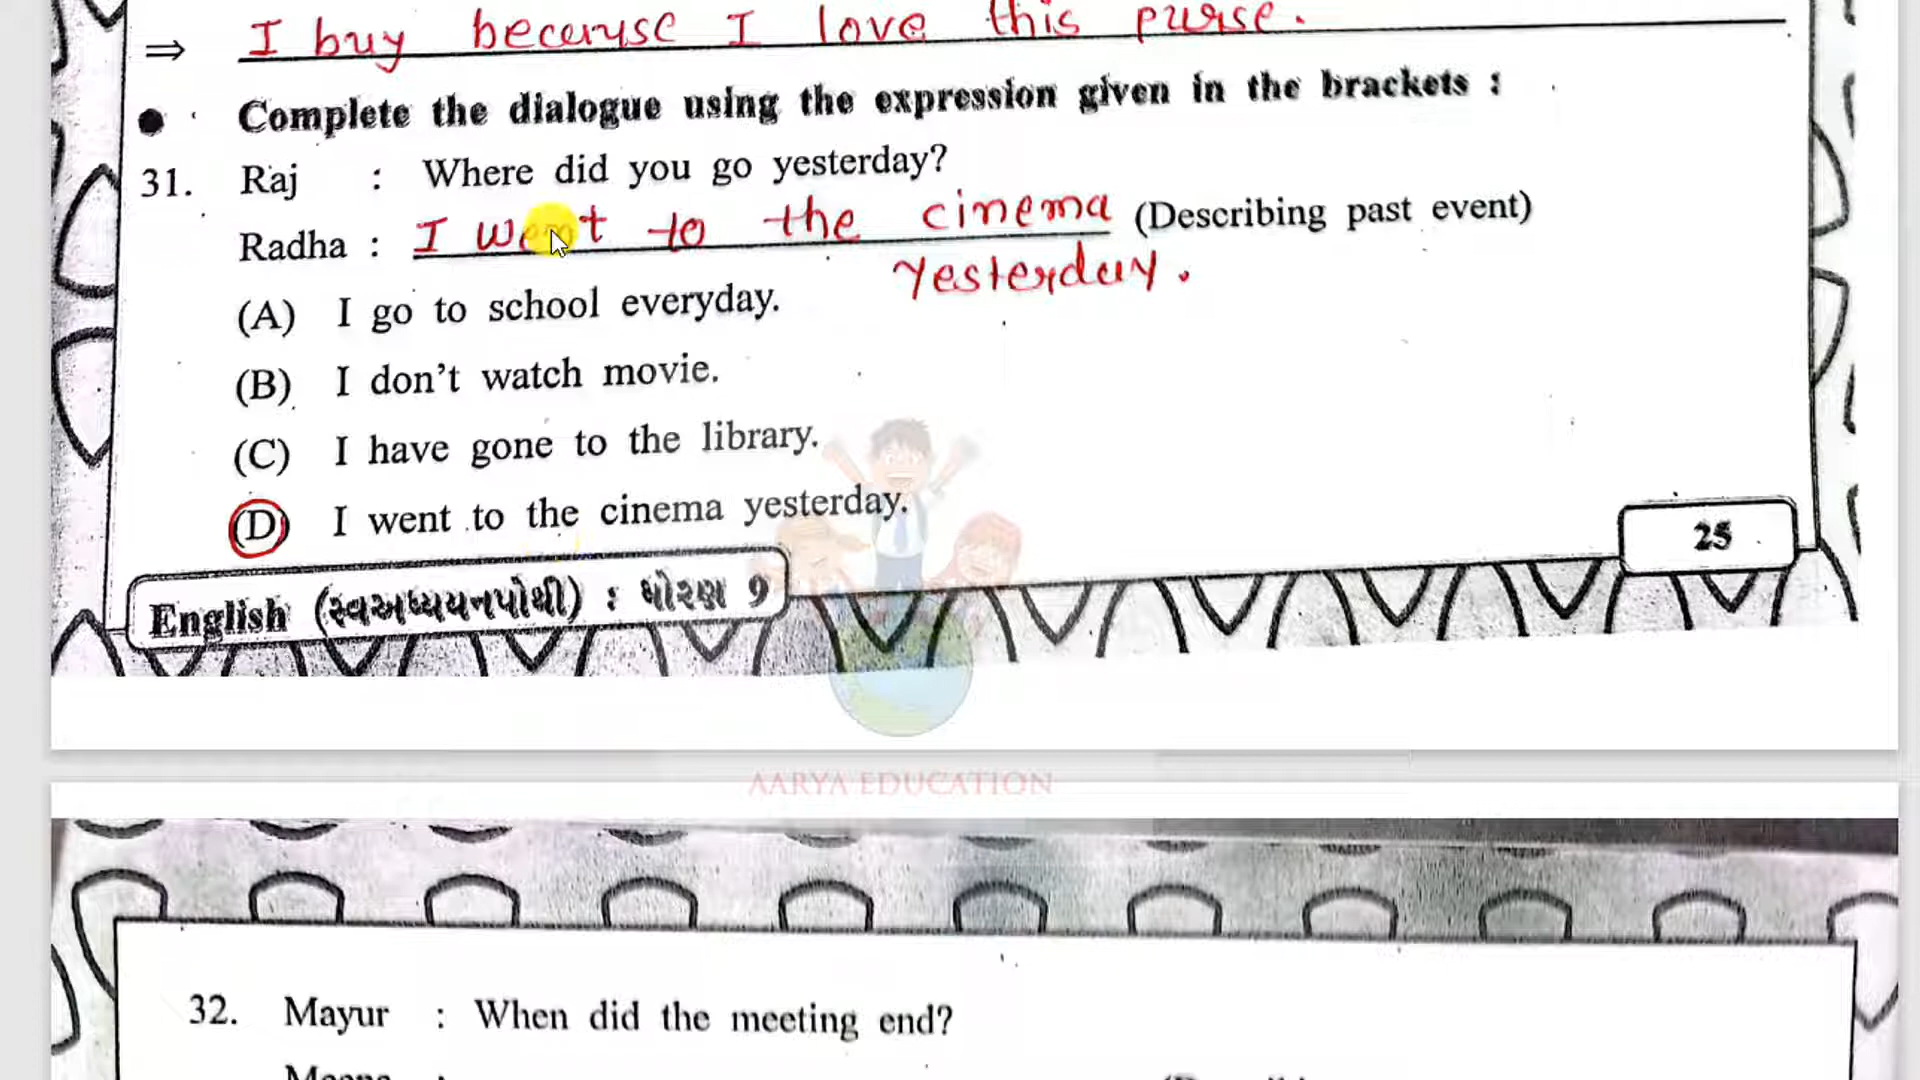 ⇒ I buy because I love this purse.
● Complete the dialogue using the expression given in the brackets :
31. Raj : Where did you go yesterday?
Radha : I went to the cinema (Describing past event)
yesterday.
(A) I go to school everyday.
(B) I don't watch movie.
(C) I have gone to the library.
(D) I went to the cinema yesterday.
25
English (સ્વઅધ્યયનપોથી) : ધોરણ 9
AARYA EDUCATION
32. Mayur : When did the meeting end?